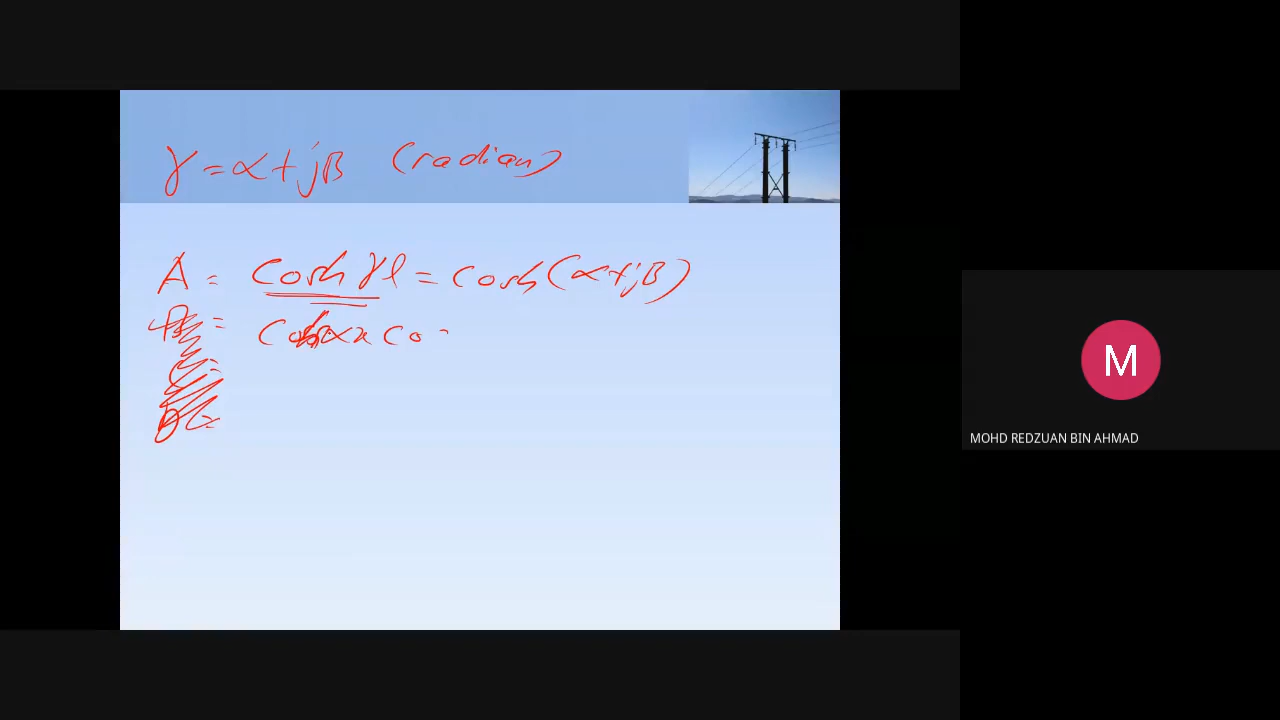 γ = α + jβ (radian)
A = cosh γl = cosh(α+jβ)
=
M
MOHD REDZUAN BIN AHMAD